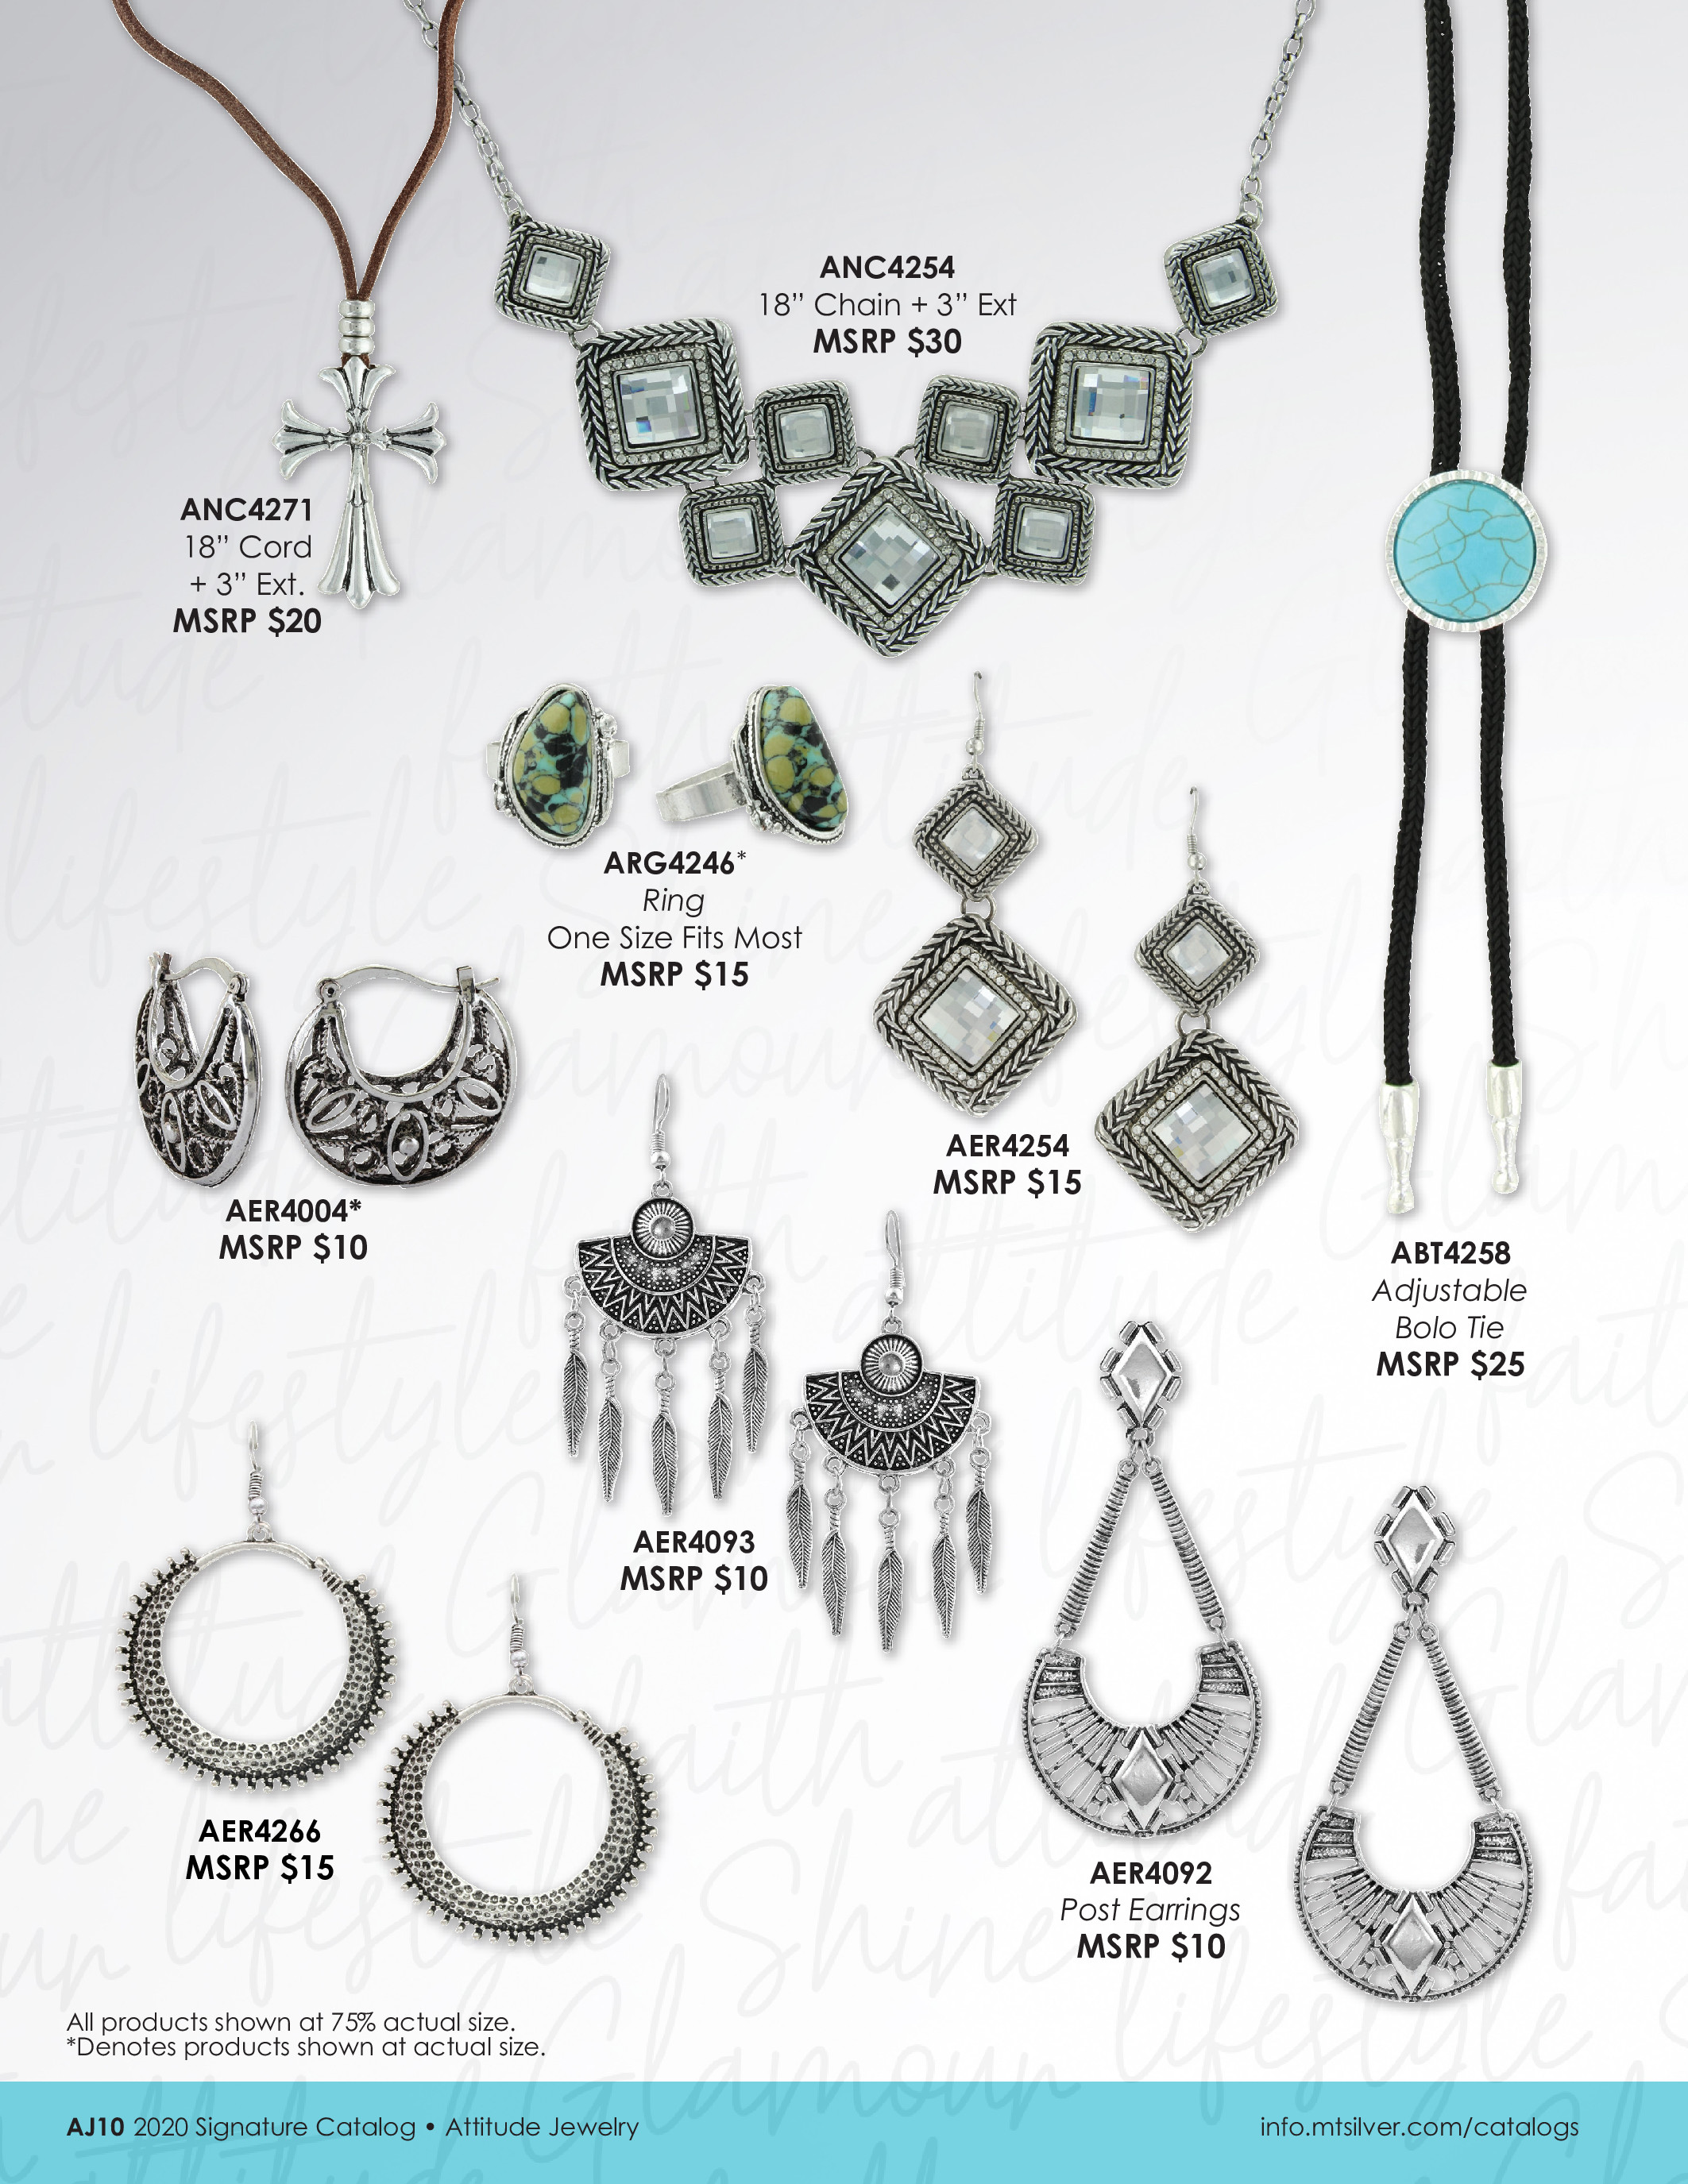 ANC4254
18” Chain + 3” Ext
MSRP $30
ANC4271
18” Cord
+ 3” Ext.
MSRP $20
ARG4246*
Ring
One Size Fits Most
MSRP $15
AER4254
MSRP $15
AER4004*
MSRP $10
ABT4258
Adjustable
Bolo Tie
MSRP $25
AER4093
MSRP $10
AER4266
MSRP $15
AER4092
Post Earrings
MSRP $10
All products shown at 75% actual size.
*Denotes products shown at actual size.
AJ10 2020 Signature Catalog • Attitude Jewelry
info.mtsilver.com/catalogs